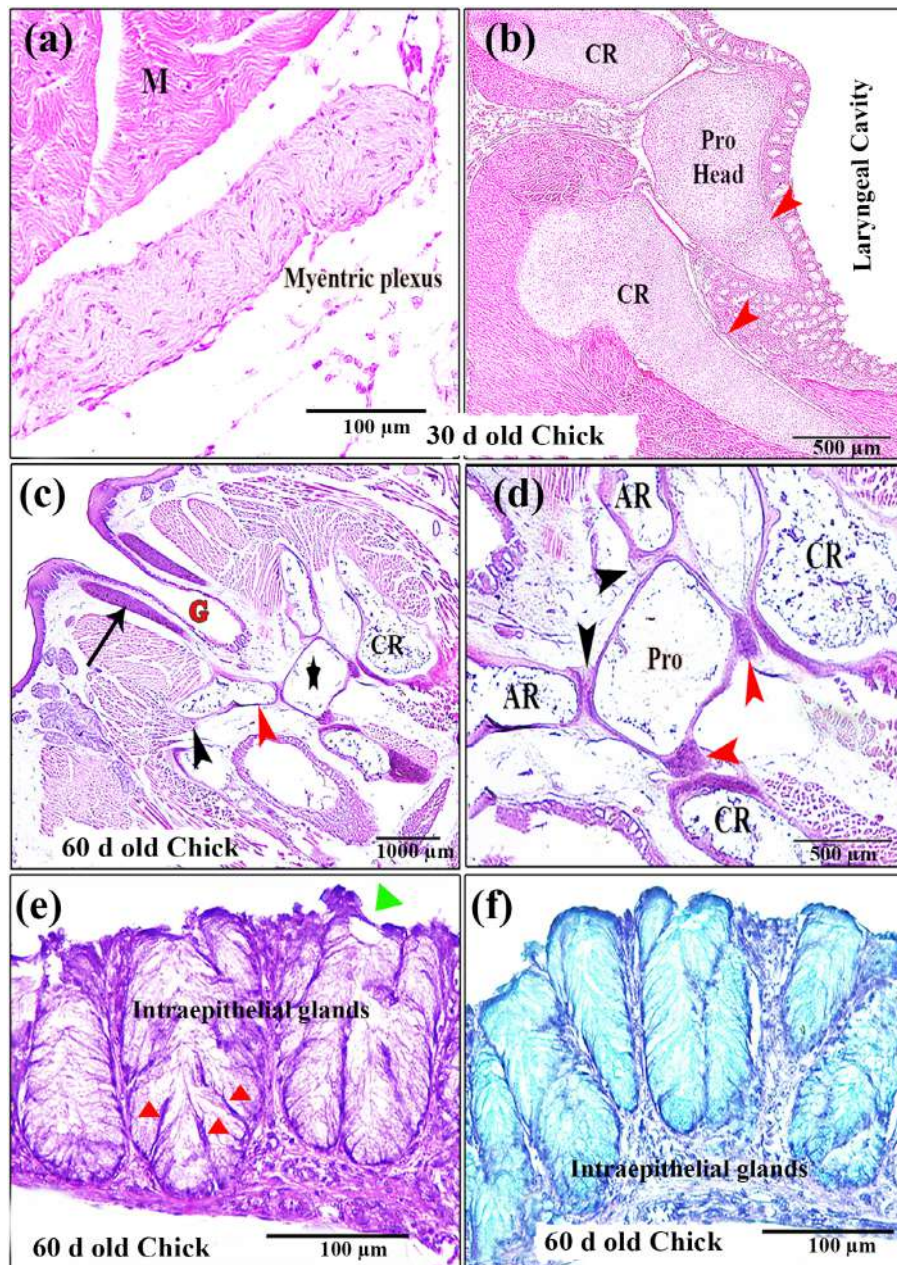 (a)
M
Myentric plexus
100 µm
(b)
CR
Pro
Head
CR
Laryngeal Cavity
500 µm
30 d old Chick
(c)
G
CR
60 d old Chick
1000 µm
(d)
AR
CR
Pro
AR
CR
500 µm
(e)
Intraepithelial glands
60 d old Chick
100 µm
(f)
Intraepithelial glands
60 d old Chick
100 µm